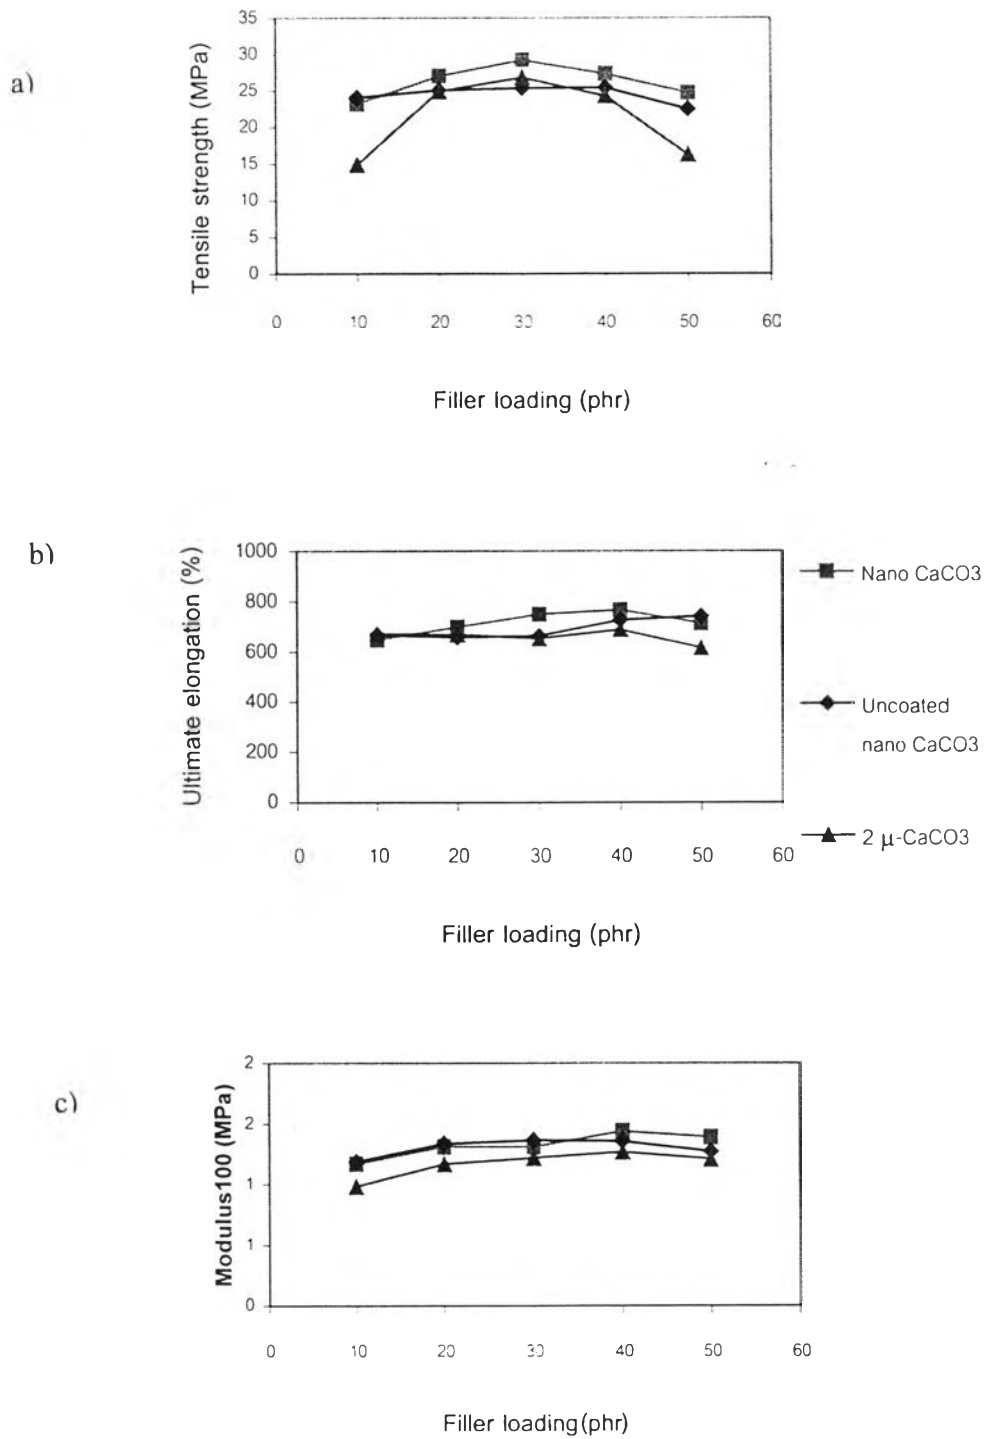 a)
Tensile strength (MPa)
35
30
25
20
15
10
5
0
0 10 20 30 40 50 60
Filler loading (phr)
b)
Ultimate elongation (%)
1000
800
600
400
200
0
0 10 20 30 40 50 60
Filler loading (phr)
Nano CaCO3
Uncoated
nano CaCO3
2 μ-CaCO3
c)
Modulus100 (MPa)
2
2
1
1
0
0 10 20 30 40 50 60
Filler loading (phr)